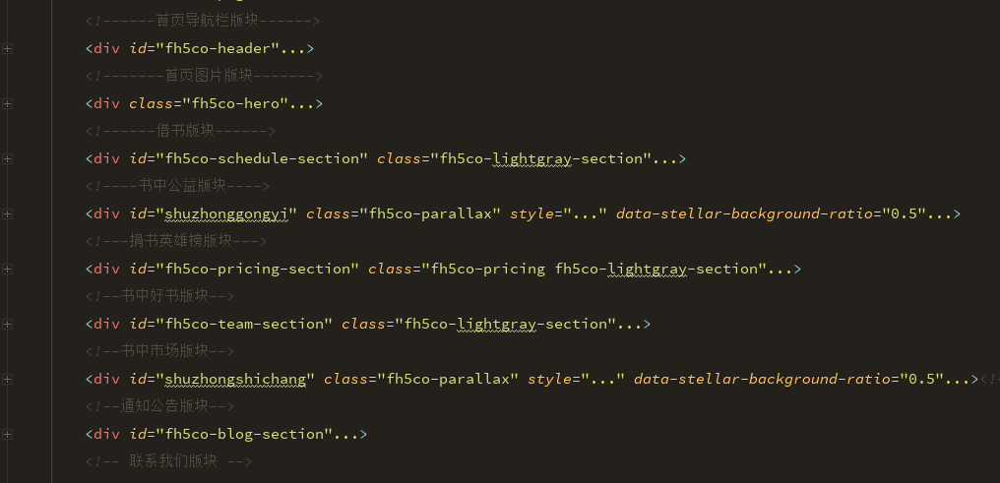 <!------首页导航栏版块------>
<div id="fh5co-header"...>
<!-------首页图片版块------->
<div class="fh5co-hero"...>
<!------借书版块------>
<div id="fh5co-schedule-section" class="fh5co-lightgray-section"...>
<!----书中公益版块---->
<div id="shuzhonggongyi" class="fh5co-parallax" style="..." data-stellar-background-ratio="0.5"...>
<!---捐书英雄榜版块--->
<div id="fh5co-pricing-section" class="fh5co-pricing fh5co-lightgray-section"...>
<!--书中好书版块-->
<div id="fh5co-team-section" class="fh5co-lightgray-section"...>
<!--书中市场版块-->
<div id="shuzhongshichang" class="fh5co-parallax" style="..." data-stellar-background-ratio="0.5"...><!-
<!--通知公告版块-->
<div id="fh5co-blog-section"...>
<!-- 联系我们版块 -->